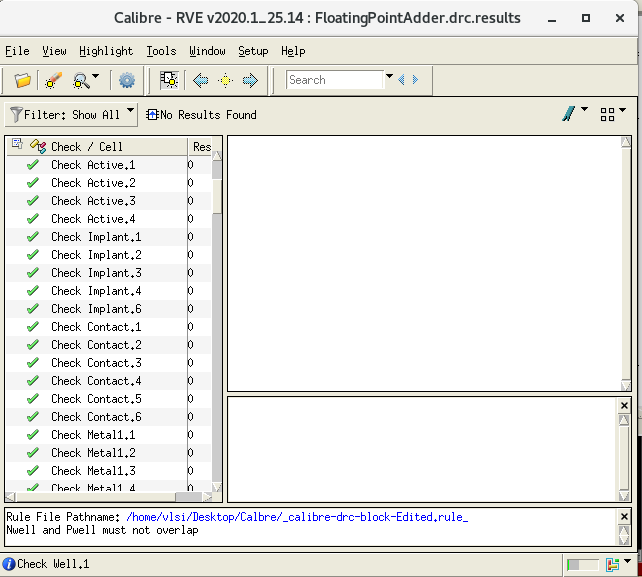 Calibre - RVE v2020.1_25.14 : FloatingPointAdder.drc.results
File View Highlight Tools Window Setup Help
Search
Filter: Show All No Results Found
Check / Cell Res
Check Active.1 0
Check Active.2 0
Check Active.3 0
Check Active.4 0
Check Implant.1 0
Check Implant.2 0
Check Implant.3 0
Check Implant.4 0
Check Implant.6 0
Check Contact.1 0
Check Contact.2 0
Check Contact.3 0
Check Contact.4 0
Check Contact.5 0
Check Contact.6 0
Check Metal1.1 0
Check Metal1.2 0
Check Metal1.3 0
Check Metal1.4 0
Rule File Pathname: /home/vlsi/Desktop/Calbre/_calibre-drc-block-Edited.rule_
Nwell and Pwell must not overlap
Check Well.1